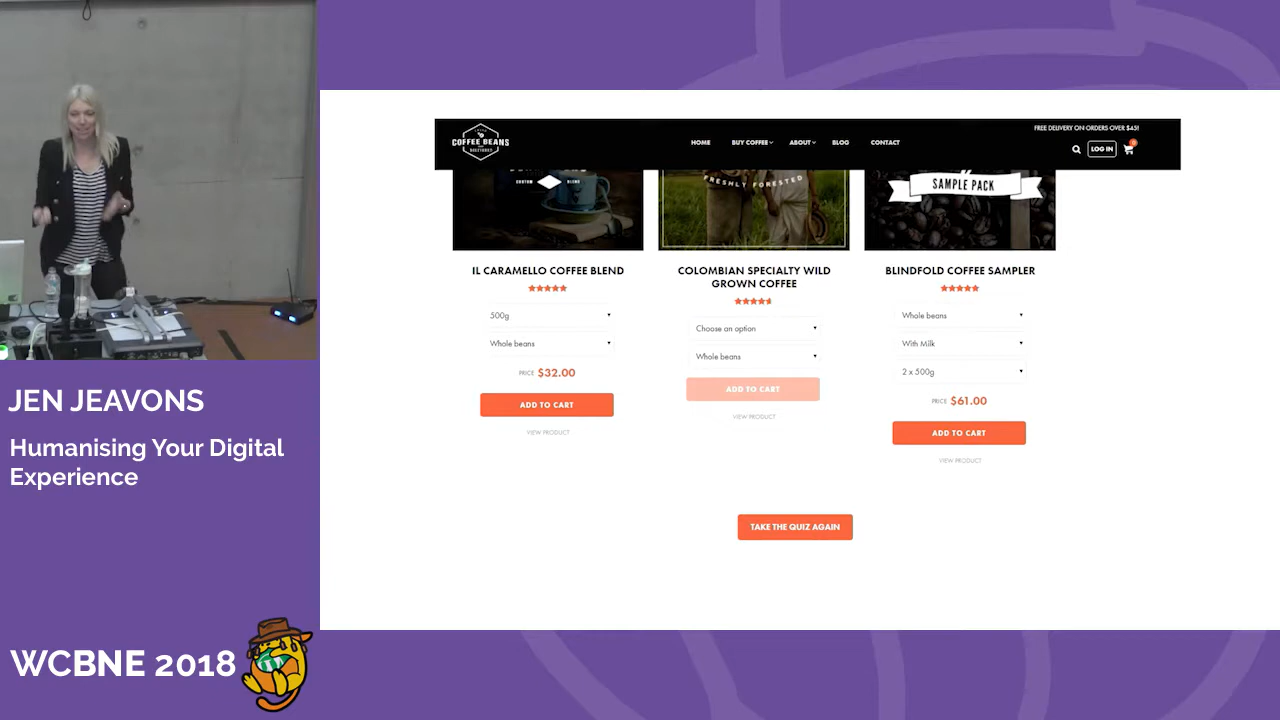 JEN JEAVONS
Humanising Your Digital
Experience
WCBNE 2018
COFFEE BEANS
DELIVERED
HOME
BUY COFFEE
ABOUT
BLOG
CONTACT
FREE DELIVERY ON ORDERS OVER $45!
LOG IN
CUSTOM BLEND
FRESHLY FORESTED
SAMPLE PACK
IL CARAMELLO COFFEE BLEND
500g
Whole beans
PRICE $32.00
ADD TO CART
VIEW PRODUCT
COLOMBIAN SPECIALTY WILD
GROWN COFFEE
Choose an option
Whole beans
ADD TO CART
VIEW PRODUCT
BLINDFOLD COFFEE SAMPLER
Whole beans
With Milk
2 x 500g
PRICE $61.00
ADD TO CART
VIEW PRODUCT
TAKE THE QUIZ AGAIN